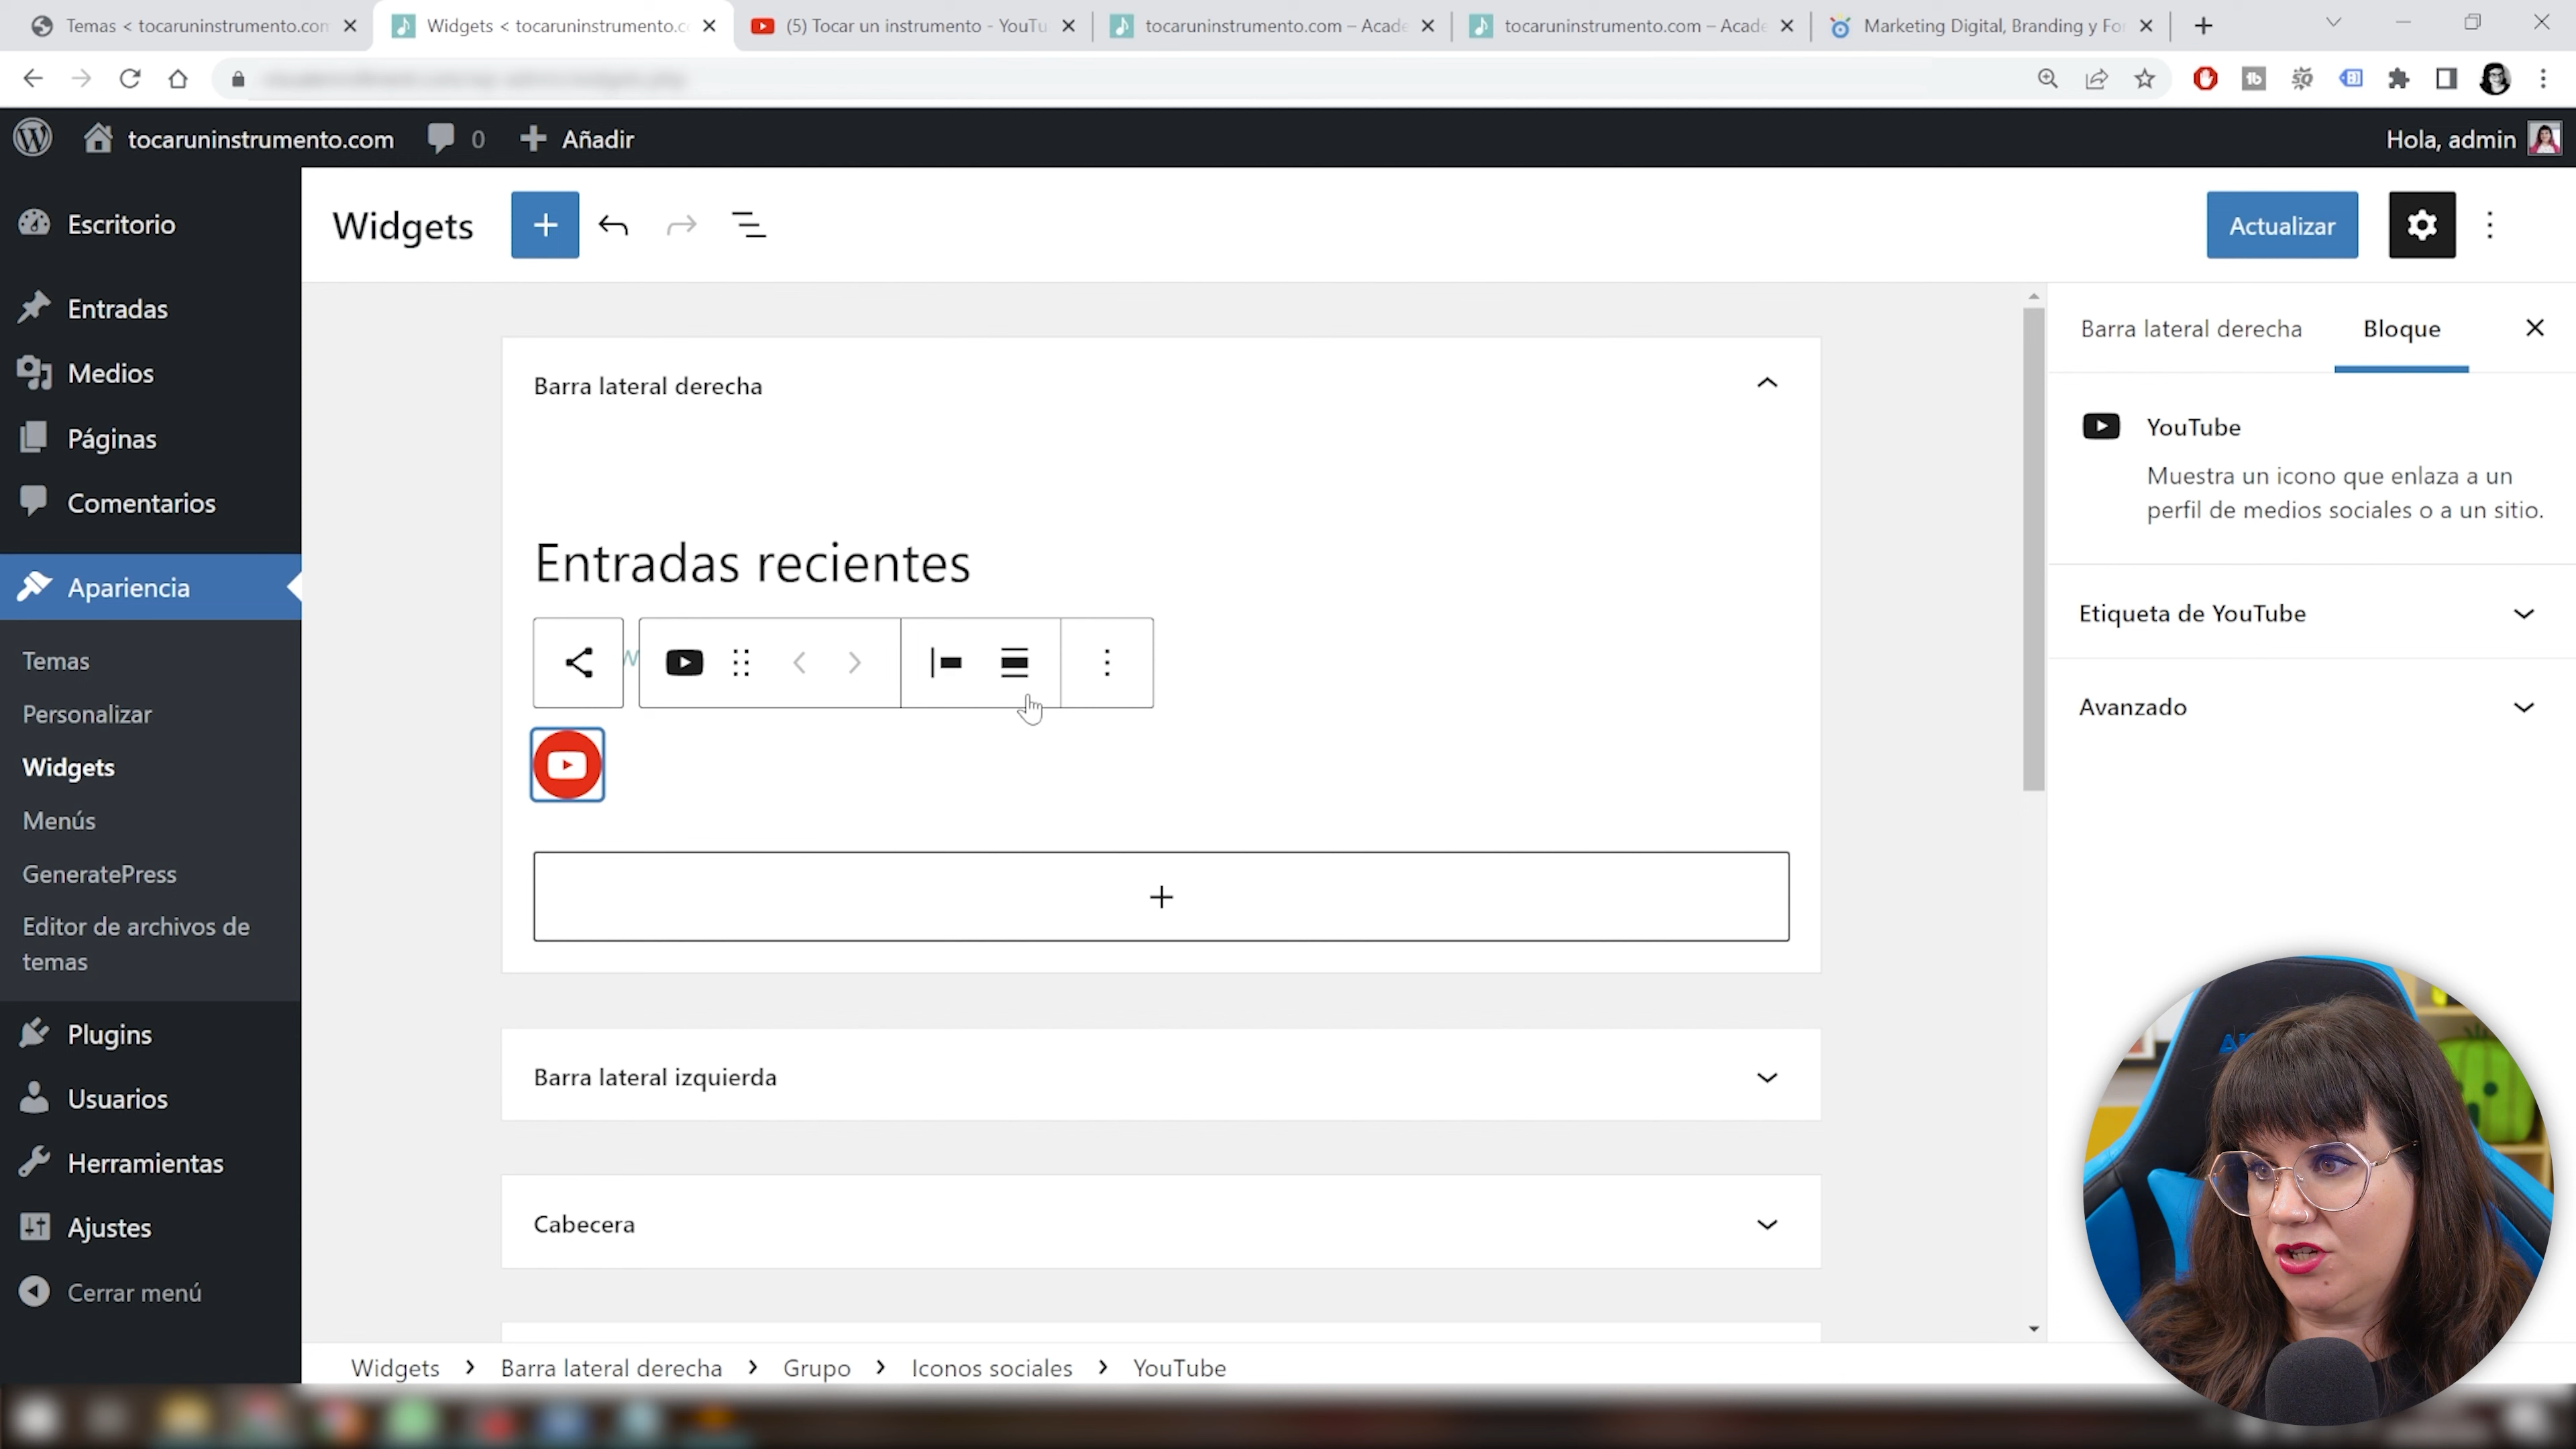 Temas < tocaruninstrumento.com
Widgets < tocaruninstrumento.c
(5) Tocar un instrumento - YouTu
tocaruninstrumento.com – Acade
tocaruninstrumento.com – Acade
Marketing Digital, Branding y For
tocaruninstrumento.com
0
Añadir
Hola, admin
Escritorio
Entradas
Medios
Páginas
Comentarios
Apariencia
Temas
Personalizar
Widgets
Menús
GeneratePress
Editor de archivos de
temas
Plugins
Usuarios
Herramientas
Ajustes
Cerrar menú
Widgets
Actualizar
Barra lateral derecha
Entradas recientes
Barra lateral izquierda
Cabecera
Barra lateral derecha
Bloque
YouTube
Muestra un icono que enlaza a un
perfil de medios sociales o a un sitio.
Etiqueta de YouTube
Avanzado
Widgets > Barra lateral derecha > Grupo > Iconos sociales > YouTube